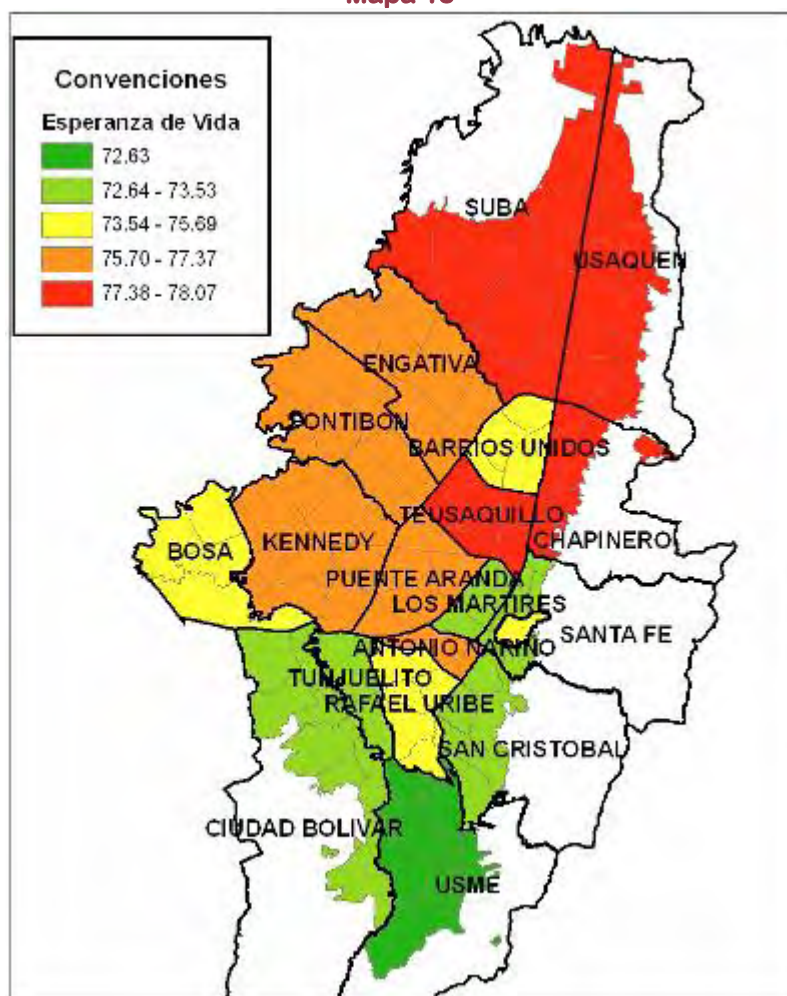 Mapa 18
Convenciones
Esperanza de Vida
72.63
72.64 - 73.53
73.54 - 75.69
75.70 - 77.37
77.38 - 78.07
SUBA
USAQUEN
ENGATIVA
FONTIBON
BARRIOS UNIDOS
TEUSAQUILLO
CHAPINERO
BOSA
KENNEDY
PUENTE ARANDA
LOS MARTIRES
SANTA FE
ANTONIO NARIÑO
TUNJUELITO
RAFAEL URIBE
SAN CRISTOBAL
CIUDAD BOLIVAR
USME